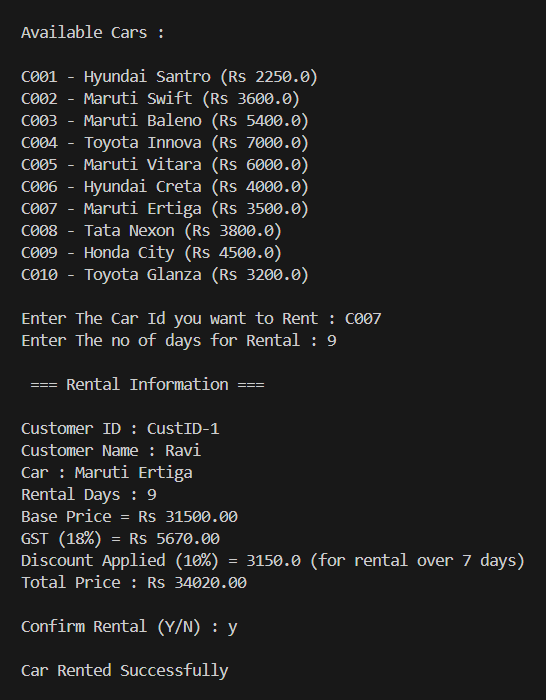 Available Cars :
C001 - Hyundai Santro (Rs 2250.0)
C002 - Maruti Swift (Rs 3600.0)
C003 - Maruti Baleno (Rs 5400.0)
C004 - Toyota Innova (Rs 7000.0)
C005 - Maruti Vitara (Rs 6000.0)
C006 - Hyundai Creta (Rs 4000.0)
C007 - Maruti Ertiga (Rs 3500.0)
C008 - Tata Nexon (Rs 3800.0)
C009 - Honda City (Rs 4500.0)
C010 - Toyota Glanza (Rs 3200.0)
Enter The Car Id you want to Rent : C007
Enter The no of days for Rental : 9
=== Rental Information ===
Customer ID : CustID-1
Customer Name : Ravi
Car : Maruti Ertiga
Rental Days : 9
Base Price = Rs 31500.00
GST (18%) = Rs 5670.00
Discount Applied (10%) = 3150.0 (for rental over 7 days)
Total Price : Rs 34020.00
Confirm Rental (Y/N) : y
Car Rented Successfully